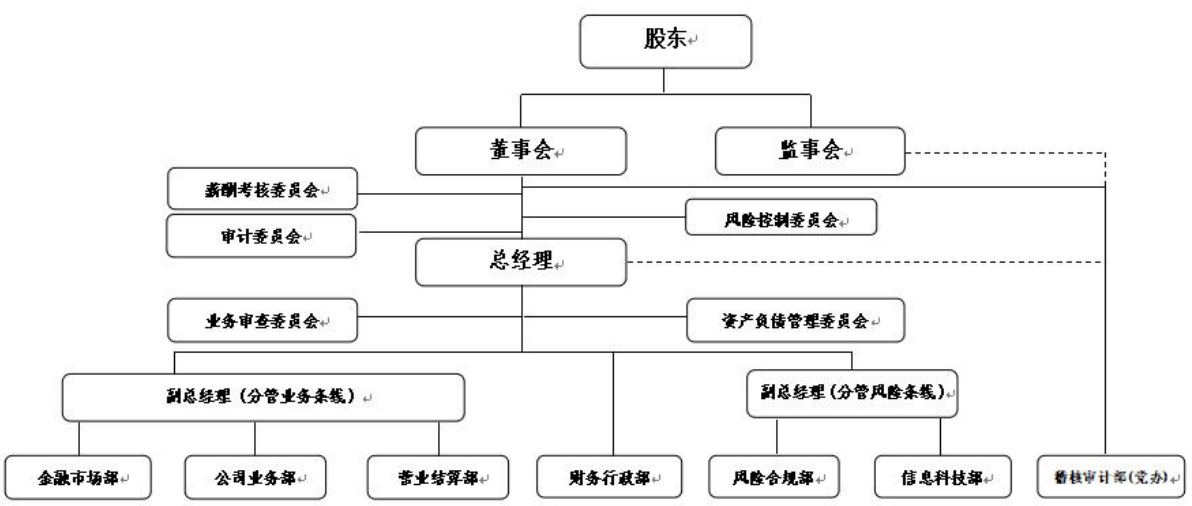 股东
董事会
监事会
薪酬考核委员会
审计委员会
风险控制委员会
总经理
业务审查委员会
资产负债管理委员会
副总经理（分管业务条线）
副总经理（分管风险条线）
金融市场部
公司业务部
营业结算部
财务行政部
风险合规部
信息科技部
稽核审计部(党办)